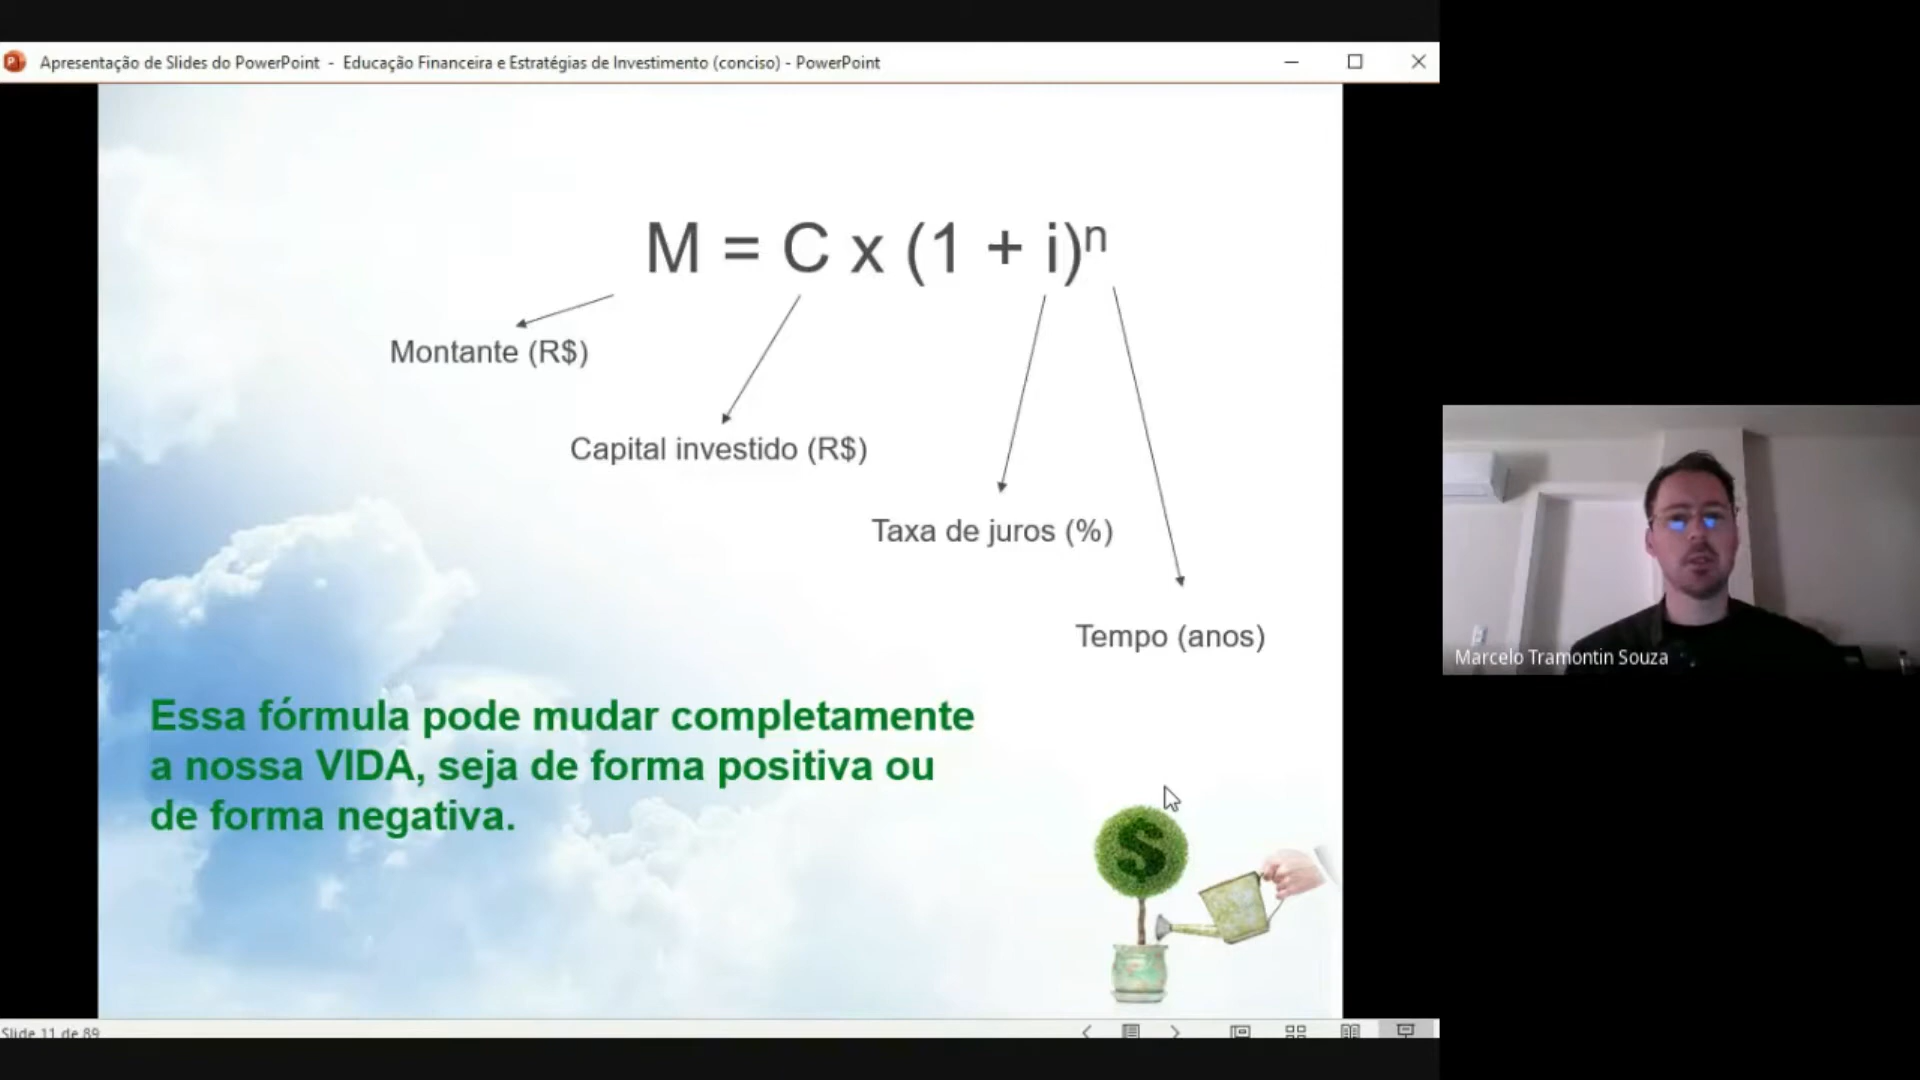 Apresentação de Slides do PowerPoint - Educação Financeira e Estratégias de Investimento (conciso) - PowerPoint
M = C x (1 + i)ⁿ
Montante (R$)
Capital investido (R$)
Taxa de juros (%)
Tempo (anos)
Essa fórmula pode mudar completamente
a nossa VIDA, seja de forma positiva ou
de forma negativa.
$
Marcelo Tramontin Souza
Slide 11 de 89